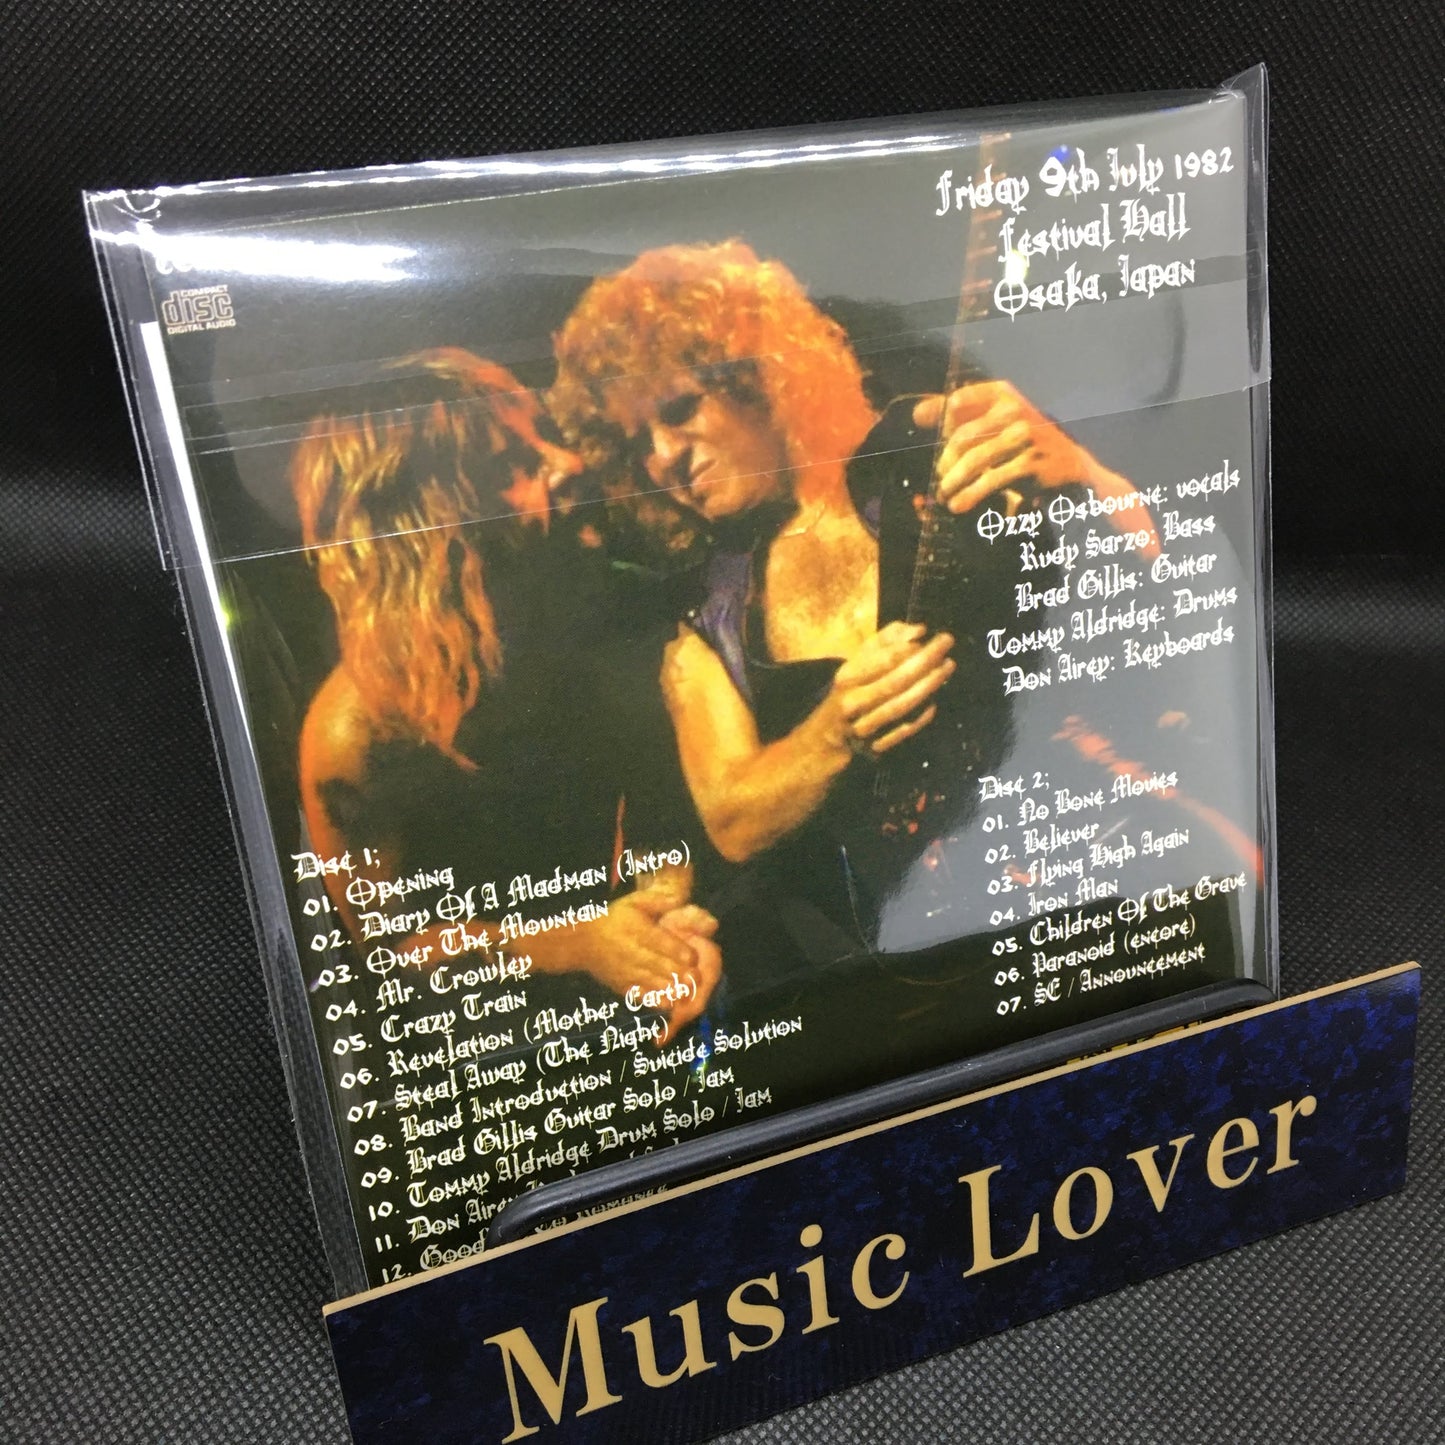 COMPACT
disc
DIGITAL AUDIO
Friday 9th July 1982
Festival Hall
Osaka, Japan
Ozzy Osbourne: vocals
Rudy Sarzo: Bass
Brad Gillis: Guitar
Tommy Aldridge: Drums
Don Airey: Keyboards
Disc 1;
01. Opening
02. Diary Of A Madman (Intro)
03. Over The Mountain
04. Mr. Crowley
05. Crazy Train
06. Revelation (Mother Earth)
07. Steal Away (The Night)
08. Band Introduction / Suicide Solution
09. Brad Gillis Guitar Solo / Jam
10. Tommy Aldridge Drum Solo / Jam
11. Don Airey
12. Good
Disc 2;
01. No Bone Movies
02. Believer
03. Flying High Again
04. Iron Man
05. Children Of The Grave
06. Paranoid (encore)
07. SE / Announcement
Music Lover